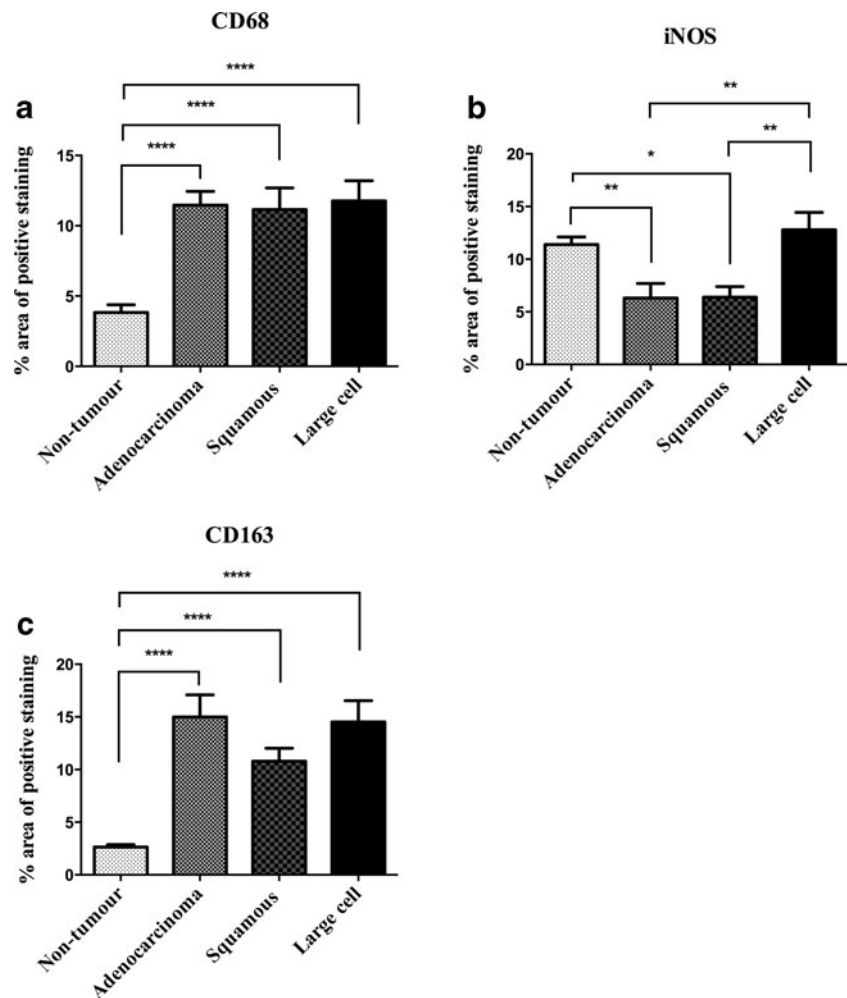 CD68
a
****
****
****
% area of positive staining
15
10
5
0
Non-tumour
Adenocarcinoma
Squamous
Large cell
iNOS
b
**
**
*
**
% area of positive staining
20
15
10
5
0
Non-tumour
Adenocarcinoma
Squamous
Large cell
CD163
c
****
****
****
% area of positive staining
20
15
10
5
0
Non-tumour
Adenocarcinoma
Squamous
Large cell